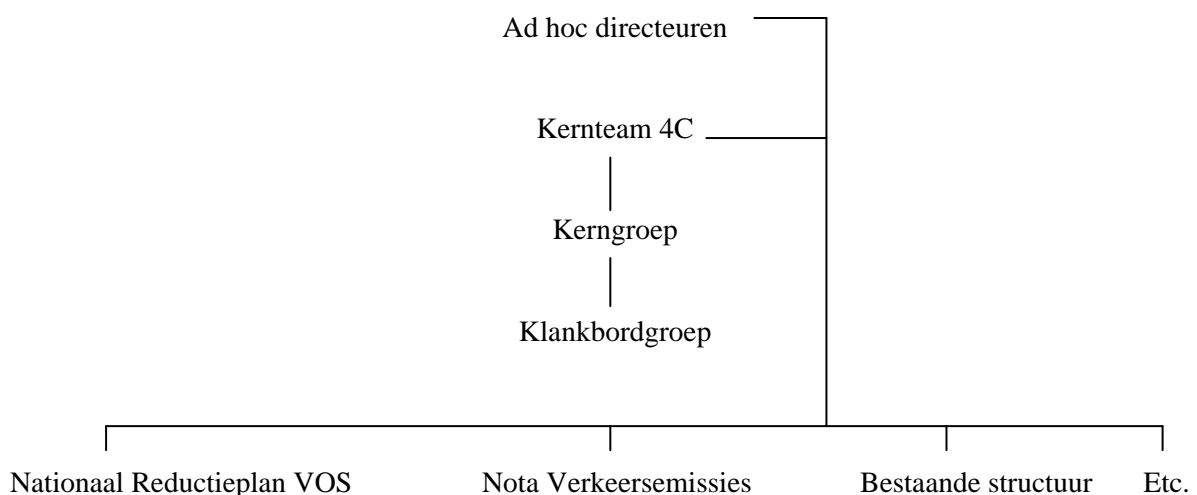 Ad hoc directeuren
Kernteam 4C
Kerngroep
Klankbordgroep
Nationaal Reductieplan VOS Nota Verkeersemissies Bestaande structuur Etc.